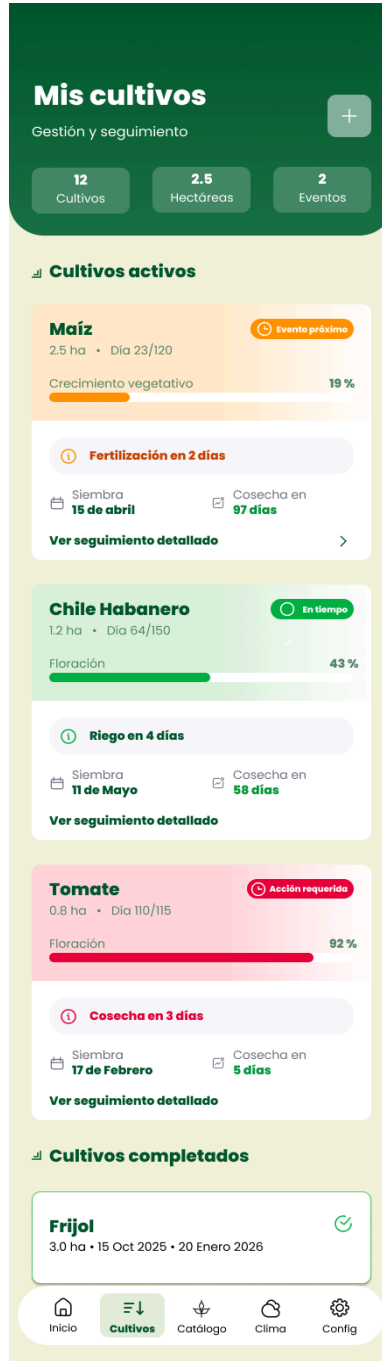 Mis cultivos
Gestión y seguimiento
+
12
Cultivos
2.5
Hectáreas
2
Eventos
Cultivos activos
Maíz
Evento próximo
2.5 ha • Día 23/120
Crecimiento vegetativo 19 %
Fertilización en 2 días
Siembra
15 de abril
Cosecha en
97 días
Ver seguimiento detallado >
Chile Habanero
En tiempo
1.2 ha • Día 64/150
Floración 43 %
Riego en 4 días
Siembra
11 de Mayo
Cosecha en
58 días
Ver seguimiento detallado
Tomate
Acción requerida
0.8 ha • Día 110/115
Floración 92 %
Cosecha en 3 días
Siembra
17 de Febrero
Cosecha en
5 días
Ver seguimiento detallado
Cultivos completados
Frijol
3.0 ha • 15 Oct 2025 • 20 Enero 2026
Inicio
Cultivos
Catálogo
Clima
Config